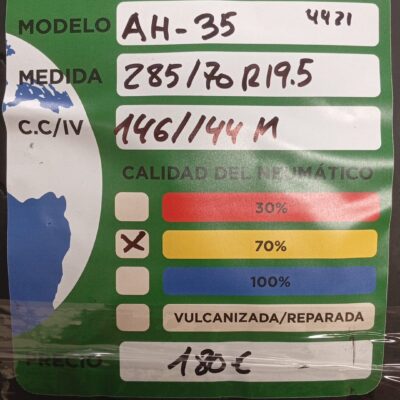 MODELO AH-35 4421
MEDIDA 285/70 R19.5
C.C/IV 146/144 M
CALIDAD DEL NEUMÁTICO
30%
X 70%
100%
VULCANIZADA/REPARADA
PRECIO 180€